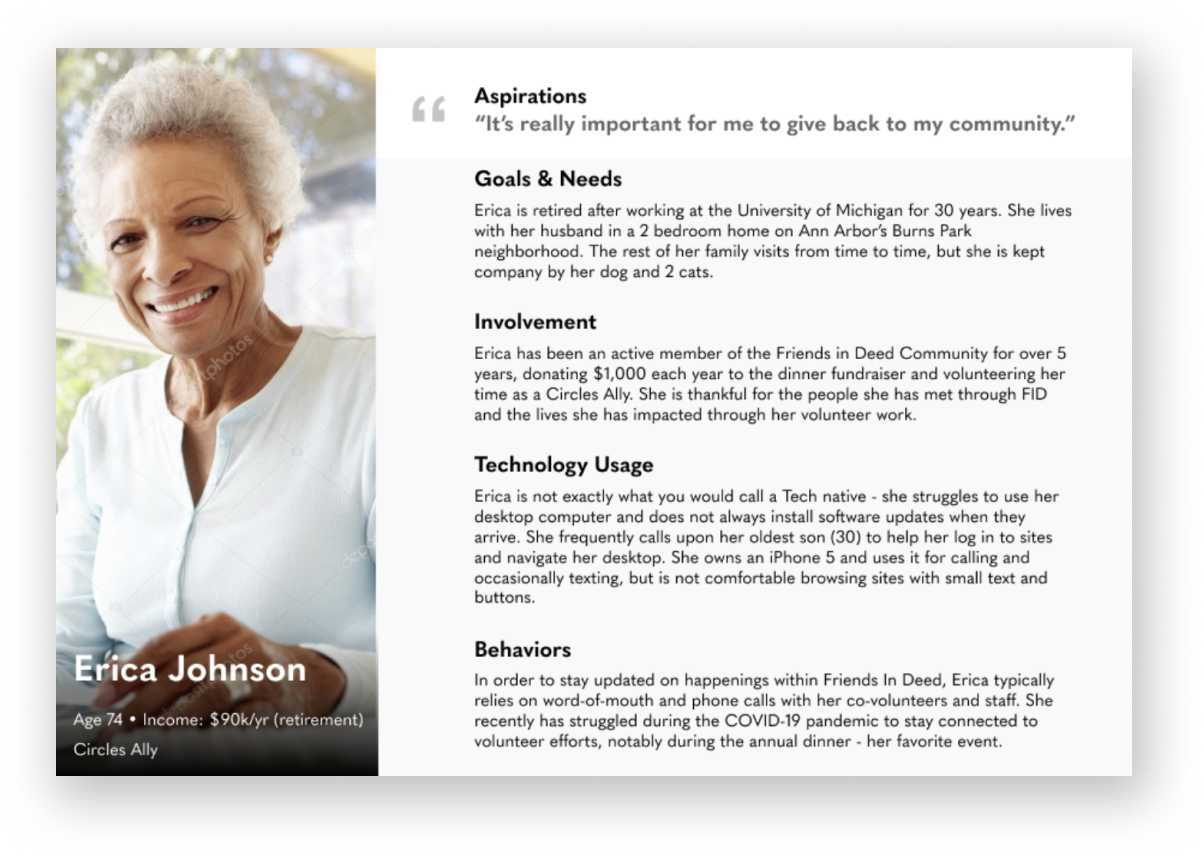 “
Aspirations
“It’s really important for me to give back to my community.”
Goals & Needs
Erica is retired after working at the University of Michigan for 30 years. She lives
with her husband in a 2 bedroom home on Ann Arbor’s Burns Park
neighborhood. The rest of her family visits from time to time, but she is kept
company by her dog and 2 cats.
Involvement
Erica has been an active member of the Friends in Deed Community for over 5
years, donating $1,000 each year to the dinner fundraiser and volunteering her
time as a Circles Ally. She is thankful for the people she has met through FID
and the lives she has impacted through her volunteer work.
Technology Usage
Erica is not exactly what you would call a Tech native - she struggles to use her
desktop computer and does not always install software updates when they
arrive. She frequently calls upon her oldest son (30) to help her log in to sites
and navigate her desktop. She owns an iPhone 5 and uses it for calling and
occasionally texting, but is not comfortable browsing sites with small text and
buttons.
Behaviors
In order to stay updated on happenings within Friends In Deed, Erica typically
relies on word-of-mouth and phone calls with her co-volunteers and staff. She
recently has struggled during the COVID-19 pandemic to stay connected to
volunteer efforts, notably during the annual dinner - her favorite event.
Erica Johnson
Age 74 • Income: $90k/yr (retirement)
Circles Ally